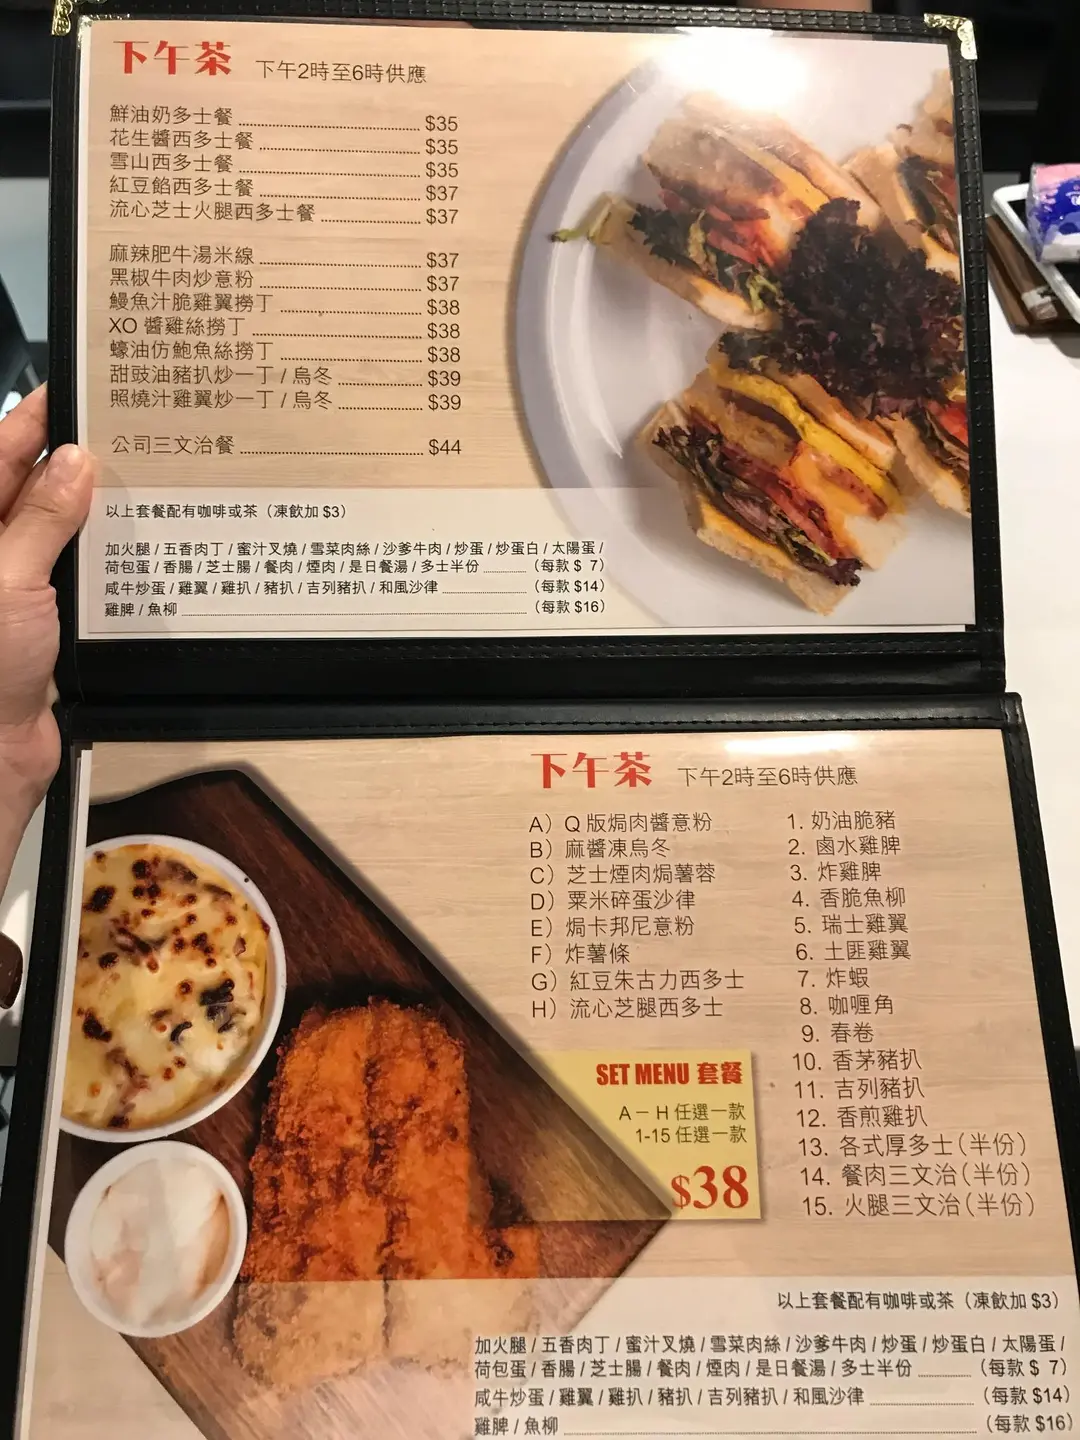 下午茶 下午2時至6時供應
鮮油奶多士餐 $35
花生醬西多士餐 $35
雪山西多士餐 $35
紅豆餡西多士餐 $37
流心芝士火腿西多士餐 $37
麻辣肥牛湯米線 $37
黑椒牛肉炒意粉 $37
鰻魚汁脆雞翼撈丁 $38
XO 醬雞絲撈丁 $38
蠔油仿鮑魚絲撈丁 $38
甜豉油豬扒炒一丁 / 烏冬 $39
照燒汁雞翼炒一丁 / 烏冬 $39
公司三文治餐 $44
以上套餐配有咖啡或茶（凍飲加 $3）
加火腿 / 五香肉丁 / 蜜汁叉燒 / 雪菜肉絲 / 沙爹牛肉 / 炒蛋 / 炒蛋白 / 太陽蛋 /
荷包蛋 / 香腸 / 芝士腸 / 餐肉 / 煙肉 / 是日餐湯 / 多士半份 （每款 $ 7）
咸牛炒蛋 / 雞翼 / 雞扒 / 豬扒 / 吉列豬扒 / 和風沙律 （每款 $14）
雞脾 / 魚柳 （每款 $16）
下午茶 下午2時至6時供應
A）Q 版焗肉醬意粉
B）麻醬凍烏冬
C）芝士煙肉焗薯蓉
D）粟米碎蛋沙律
E）焗卡邦尼意粉
F）炸薯條
G）紅豆朱古力西多士
H）流心芝腿西多士
1. 奶油脆豬
2. 鹵水雞脾
3. 炸雞脾
4. 香脆魚柳
5. 瑞士雞翼
6. 土匪雞翼
7. 炸蝦
8. 咖喱角
9. 春卷
10. 香茅豬扒
11. 吉列豬扒
12. 香煎雞扒
13. 各式厚多士（半份）
14. 餐肉三文治（半份）
15. 火腿三文治（半份）
SET MENU 套餐
A－H 任選一款
1-15 任選一款
$38
以上套餐配有咖啡或茶（凍飲加 $3）
加火腿 / 五香肉丁 / 蜜汁叉燒 / 雪菜肉絲 / 沙爹牛肉 / 炒蛋 / 炒蛋白 / 太陽蛋 /
荷包蛋 / 香腸 / 芝士腸 / 餐肉 / 煙肉 / 是日餐湯 / 多士半份 （每款 $ 7）
咸牛炒蛋 / 雞翼 / 雞扒 / 豬扒 / 吉列豬扒 / 和風沙律 （每款 $14）
雞脾 / 魚柳 （每款 $16）